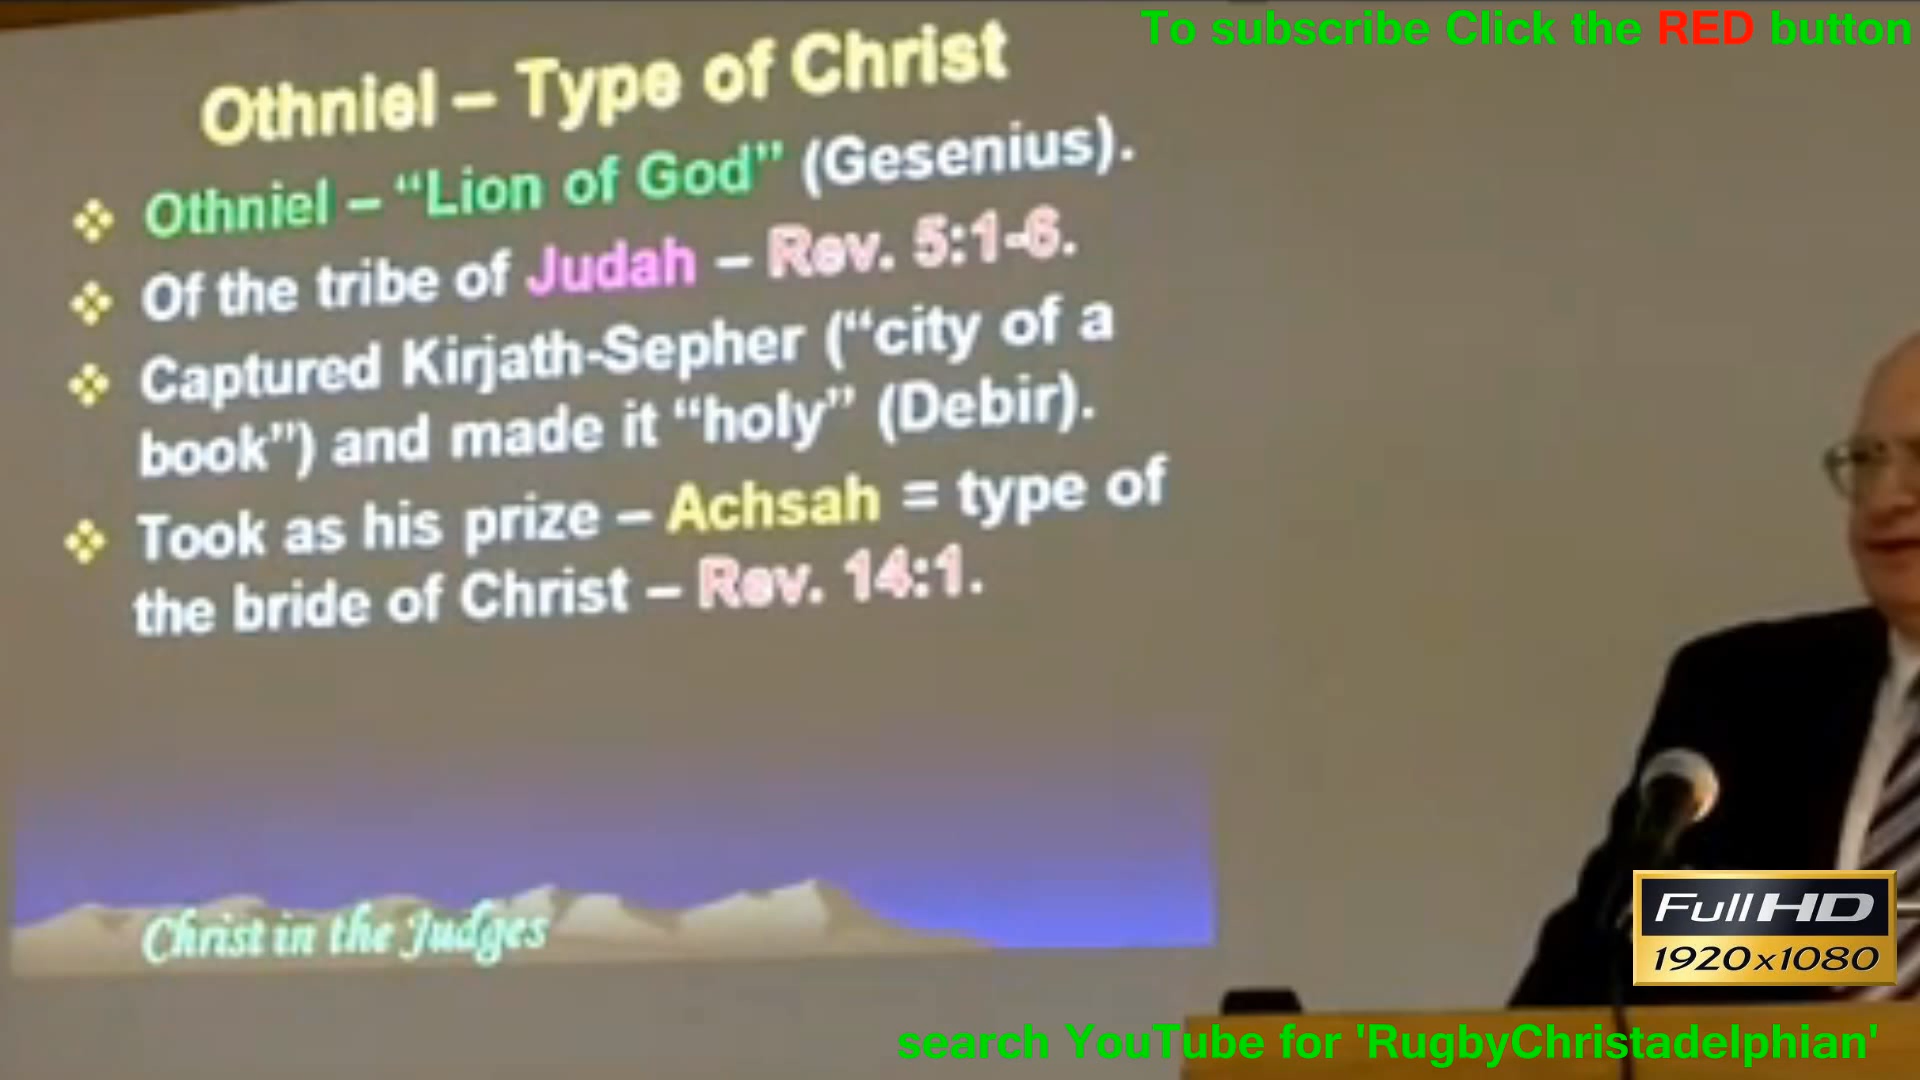 To subscribe Click the RED button
Othniel – Type of Christ
Othniel – “Lion of God” (Gesenius).
Of the tribe of Judah – Rev. 5:1-6.
Captured Kirjath-Sepher (“city of a
book”) and made it “holy” (Debir).
Took as his prize – Achsah = type of
the bride of Christ – Rev. 14:1.
Christ in the Judges
Full HD
1920x1080
search YouTube for 'RugbyChristadelphian'